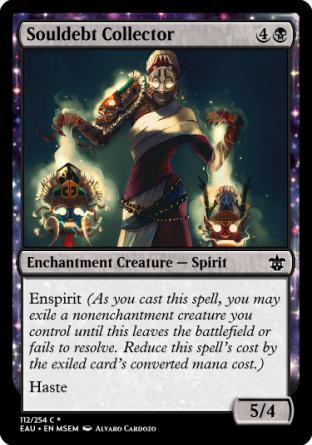 Souldebt Collector 4
Enchantment Creature — Spirit
Enspirit (As you cast this spell, you may
exile a nonenchantment creature you
control until this leaves the battlefield or
fails to resolve. Reduce this spell's cost by
the exiled card's converted mana cost.)
Haste
112/254 C *
EAU • EN MSEM Alvaro Cardozo
5/4